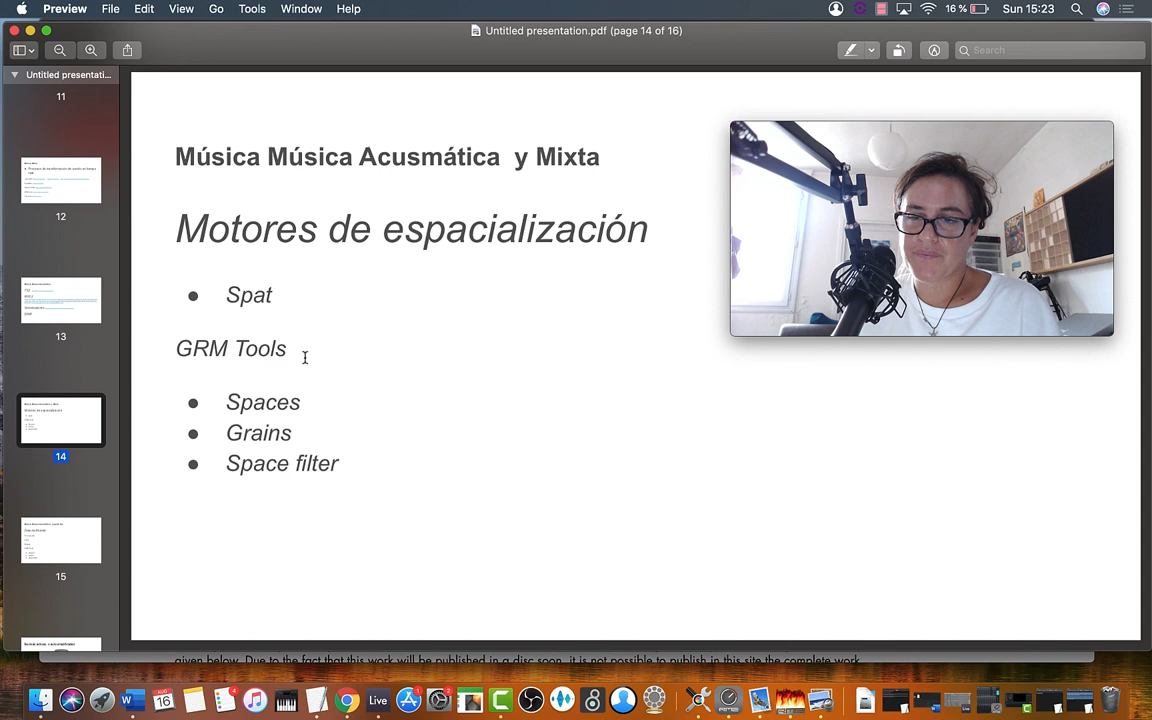 Preview File Edit View Go Tools Window Help 16 % Sun 15:23
Untitled presentation.pdf (page 14 of 16)
Search
Untitled presentati...
11
12
13
14
15
Música Música Acusmática y Mixta
Motores de espacialización
● Spat
GRM Tools
● Spaces
● Grains
● Space filter
given below. Due to the fact that this work will be published in a disc soon, it is not possible to publish in this site the complete work